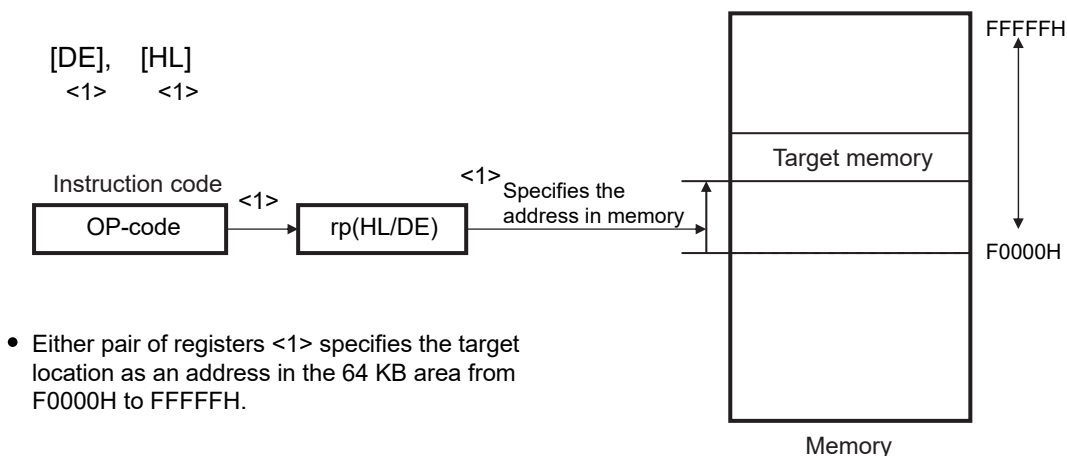 FFFFFH
[DE], [HL]
<1> <1>
Target memory
Instruction code
<1>
<1>
Specifies the
address in memory
OP-code
rp(HL/DE)
F0000H
• Either pair of registers <1> specifies the target
location as an address in the 64 KB area from
F0000H to FFFFFH.
Memory